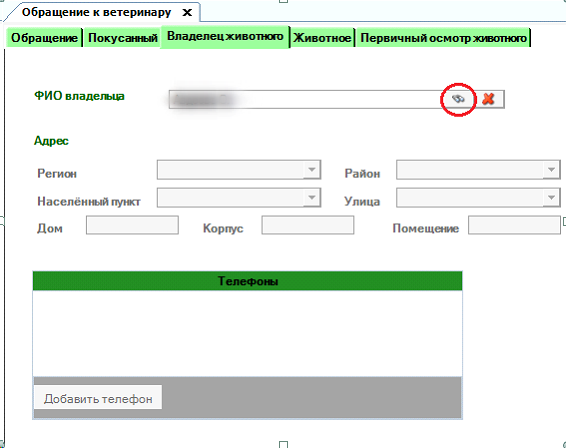 Обращение к ветеринару
Обращение Покусанный Владелец животного Животное Первичный осмотр животного
ФИО владельца
Адрес
Регион Район
Населённый пункт Улица
Дом Корпус Помещение
Телефоны
Добавить телефон